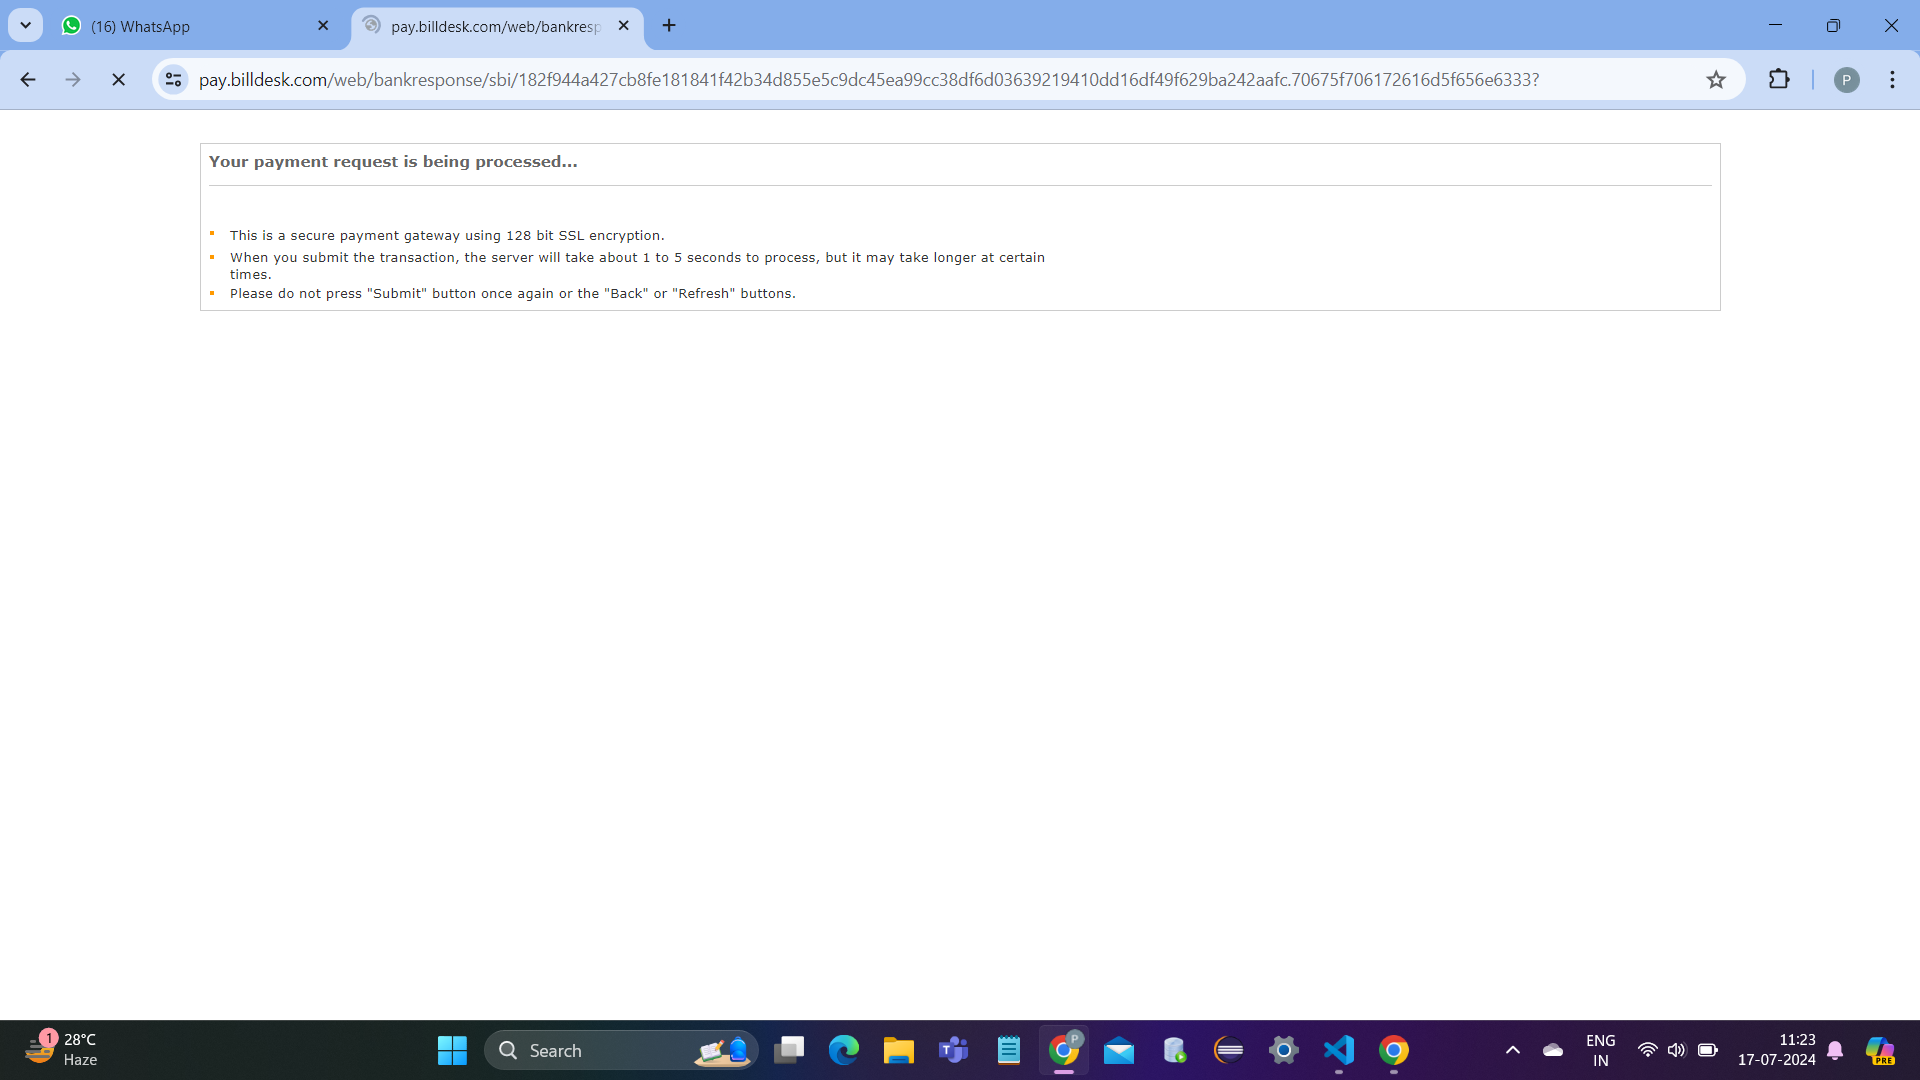 (16) WhatsApp
pay.billdesk.com/web/bankresp
pay.billdesk.com/web/bankresponse/sbi/182f944a427cb8fe181841f42b34d855e5c9dc45ea99cc38df6d03639219410dd16df49f629ba242aafc.70675f706172616d5f656e6333?
P
Your payment request is being processed...
This is a secure payment gateway using 128 bit SSL encryption.
When you submit the transaction, the server will take about 1 to 5 seconds to process, but it may take longer at certain
times.
Please do not press "Submit" button once again or the "Back" or "Refresh" buttons.
1
28°C
Haze
Search
T
P
ENG
IN
11:23
17-07-2024
PRE